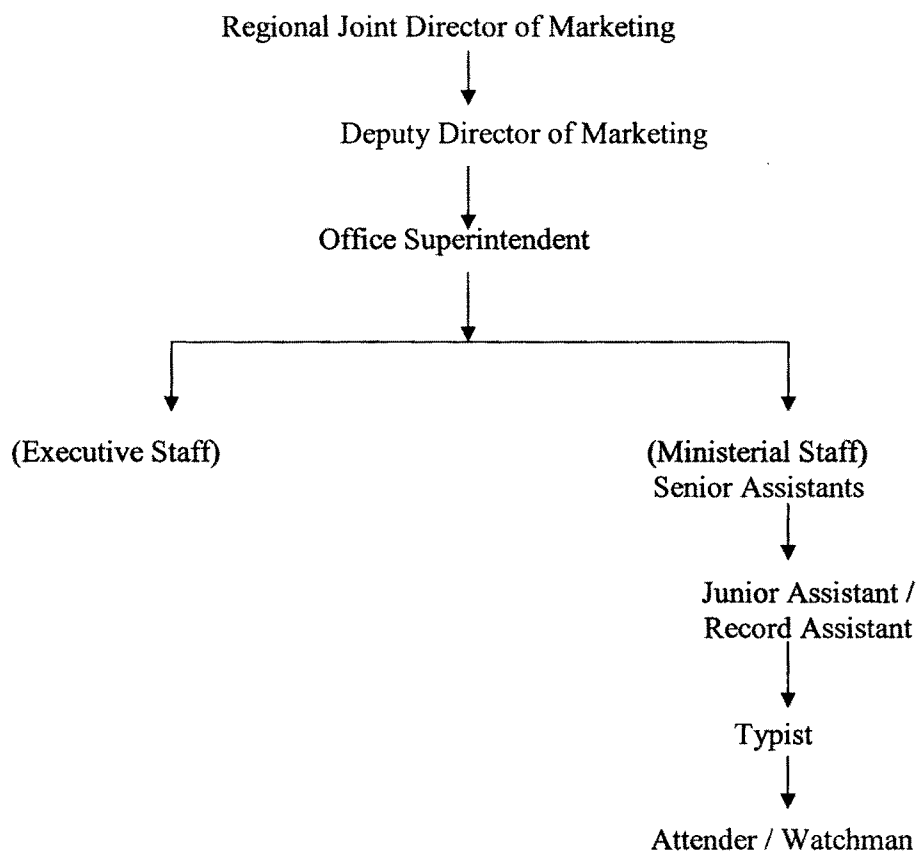 Regional Joint Director of Marketing
Deputy Director of Marketing
Office Superintendent
(Executive Staff)
(Ministerial Staff)
Senior Assistants
Junior Assistant /
Record Assistant
Typist
Attender / Watchman